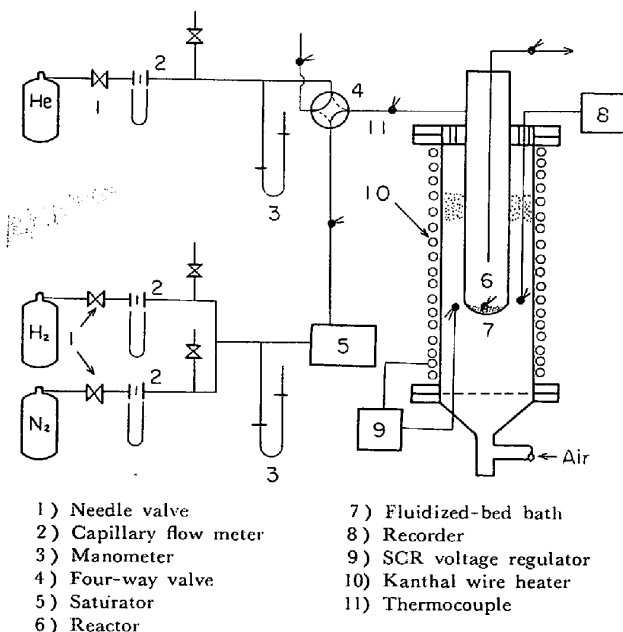 He
1
2
3
4
11
8
10
6
7
H₂
1
2
N₂
2
3
5
9
Air
1) Needle valve
2) Capillary flow meter
3) Manometer
4) Four-way valve
5) Saturator
6) Reactor
7) Fluidized-bed bath
8) Recorder
9) SCR voltage regulator
10) Kanthal wire heater
11) Thermocouple